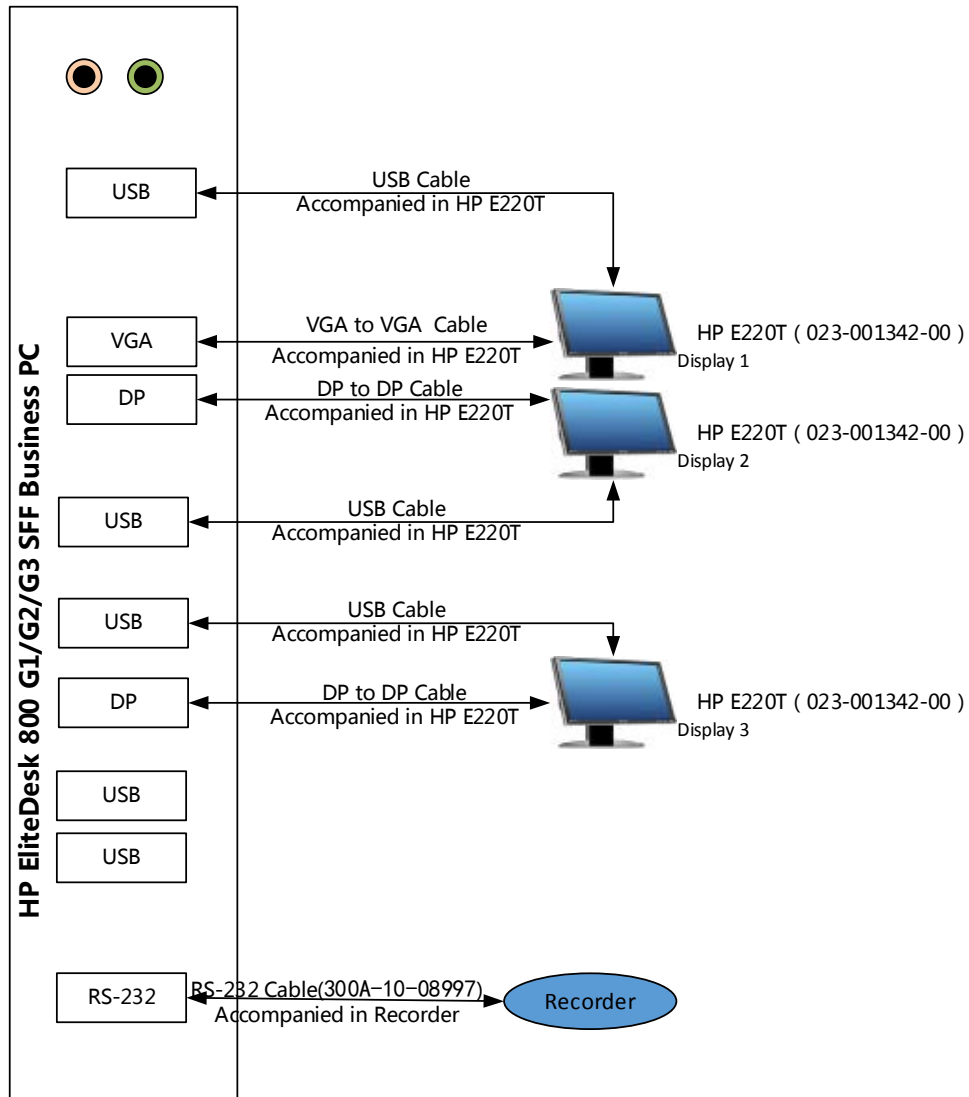 HP EliteDesk 800 G1/G2/G3 SFF Business PC
USB
USB Cable
Accompanied in HP E220T
VGA
VGA to VGA Cable
Accompanied in HP E220T
HP E220T ( 023-001342-00 )
Display 1
DP
DP to DP Cable
Accompanied in HP E220T
HP E220T ( 023-001342-00 )
Display 2
USB
USB Cable
Accompanied in HP E220T
USB
USB Cable
Accompanied in HP E220T
DP
DP to DP Cable
Accompanied in HP E220T
HP E220T ( 023-001342-00 )
Display 3
USB
USB
RS-232
RS-232 Cable(300A-10-08997)
Accompanied in Recorder
Recorder